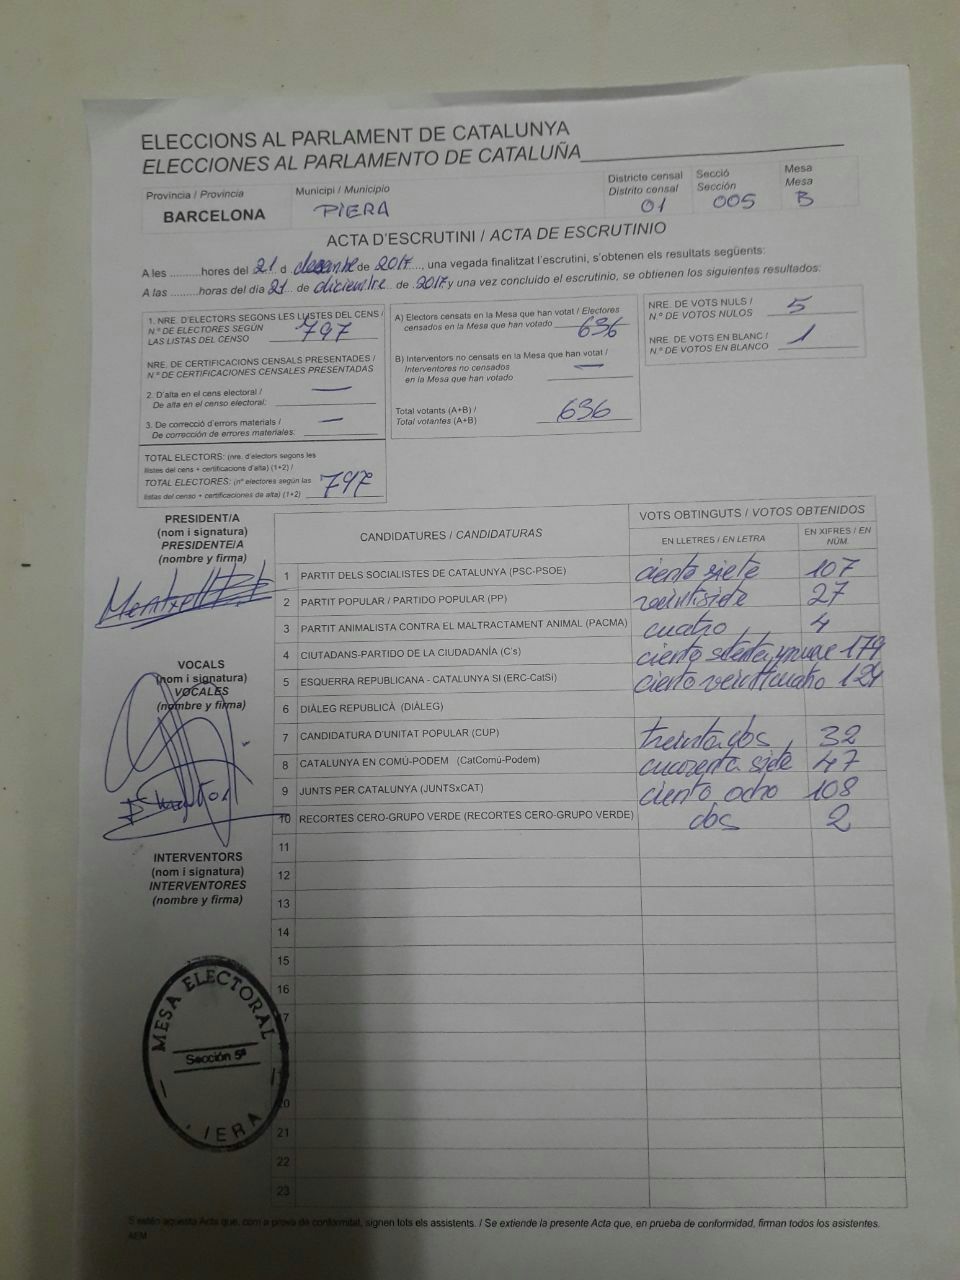 ELECCIONS AL PARLAMENT DE CATALUNYA
ELECCIONES AL PARLAMENTO DE CATALUÑA
Provincia / Provincia
BARCELONA
Municipi / Municipio
PIERA
Districte censal
Distrito censal
01
Secció
Sección
005
Mesa
Mesa
B
ACTA D'ESCRUTINI / ACTA DE ESCRUTINIO
A les .........hores del 21 d de 2017...., una vegada finalitzat l'escrutini, s'obtenen els resultats següents:
A las ........horas del día 21... de diciembre de .2017 y una vez concluido el escrutinio, se obtienen los siguientes resultados:
1. NRE. D'ELECTORS SEGONS LES LLISTES DEL CENS /
N.º DE ELECTORES SEGÚN
LAS LISTAS DEL CENSO
797
NRE. DE CERTIFICACIONS CENSALS PRESENTADES /
N.º DE CERTIFICACIONES CENSALES PRESENTADAS
2. D'alta en el cens electoral /
De alta en el censo electoral:
—
3. De correcció d'errors materials /
De corrección de errores materiales:
—
TOTAL ELECTORS: (nre. d'electors segons les
llistes del cens + certificacions d'alta) (1+2) /
TOTAL ELECTORES: (nº electores según las
listas del censo + certificaciones de alta) (1+2)
797
A) Electors censats en la Mesa que han votat / Electores
censados en la Mesa que han votado
636
B) Interventors no censats en la Mesa que han votat /
Interventores no censados
en la Mesa que han votado
—
Total votants (A+B) /
Total votantes (A+B)
636
NRE. DE VOTS NULS /
N.º DE VOTOS NULOS
5
NRE. DE VOTS EN BLANC /
N.º DE VOTOS EN BLANCO
1
PRESIDENT/A
(nom i signatura)
PRESIDENTE/A
(nombre y firma)
VOCALS
(nom i signatura)
VOCALES
(nombre y firma)
INTERVENTORS
(nom i signatura)
INTERVENTORES
(nombre y firma)
MESA ELECTORAL
Sección 5ª
IERA
CANDIDATURES / CANDIDATURAS
VOTS OBTINGUTS / VOTOS OBTENIDOS
EN LLETRES / EN LETRA
EN XIFRES / EN NÚM.
1 PARTIT DELS SOCIALISTES DE CATALUNYA (PSC-PSOE) ciento siete 107
2 PARTIT POPULAR / PARTIDO POPULAR (PP) veintisiete 27
3 PARTIT ANIMALISTA CONTRA EL MALTRACTAMENT ANIMAL (PACMA) cuatro 4
4 CIUTADANS-PARTIDO DE LA CIUDADANÍA (C's) ciento setentaynueve 179
5 ESQUERRA REPUBLICANA - CATALUNYA SI (ERC-CatSí) ciento veinticuatro 124
6 DIÀLEG REPUBLICÀ (DIÀLEG)
7 CANDIDATURA D'UNITAT POPULAR (CUP) treinta dos 32
8 CATALUNYA EN COMÚ-PODEM (CatComú-Podem) cuarenta siete 47
9 JUNTS PER CATALUNYA (JUNTSxCAT) ciento ocho 108
10 RECORTES CERO-GRUPO VERDE (RECORTES CERO-GRUPO VERDE) dos 2
11
12
13
14
15
16
7
20
21
22
23
S'estén aquesta Acta que, com a prova de conformitat, signen tots els assistents. / Se extiende la presente Acta que, en prueba de conformidad, firman todos los asistentes.